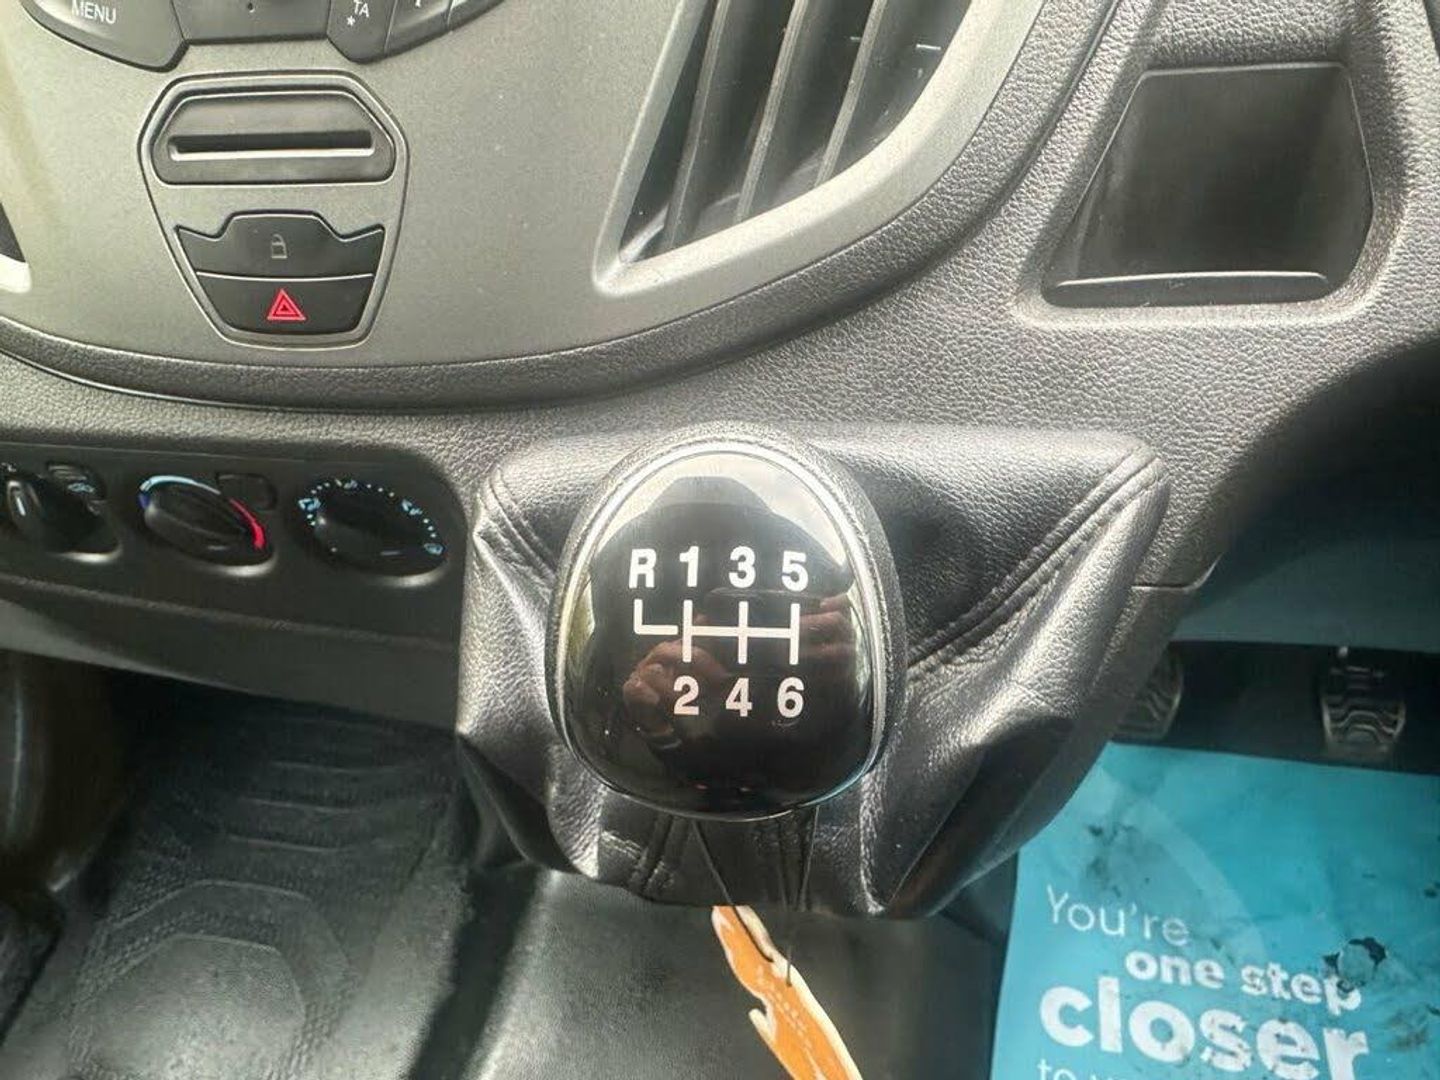 MENU
TA
R 1 3 5
2 4 6
You're
one step
closer